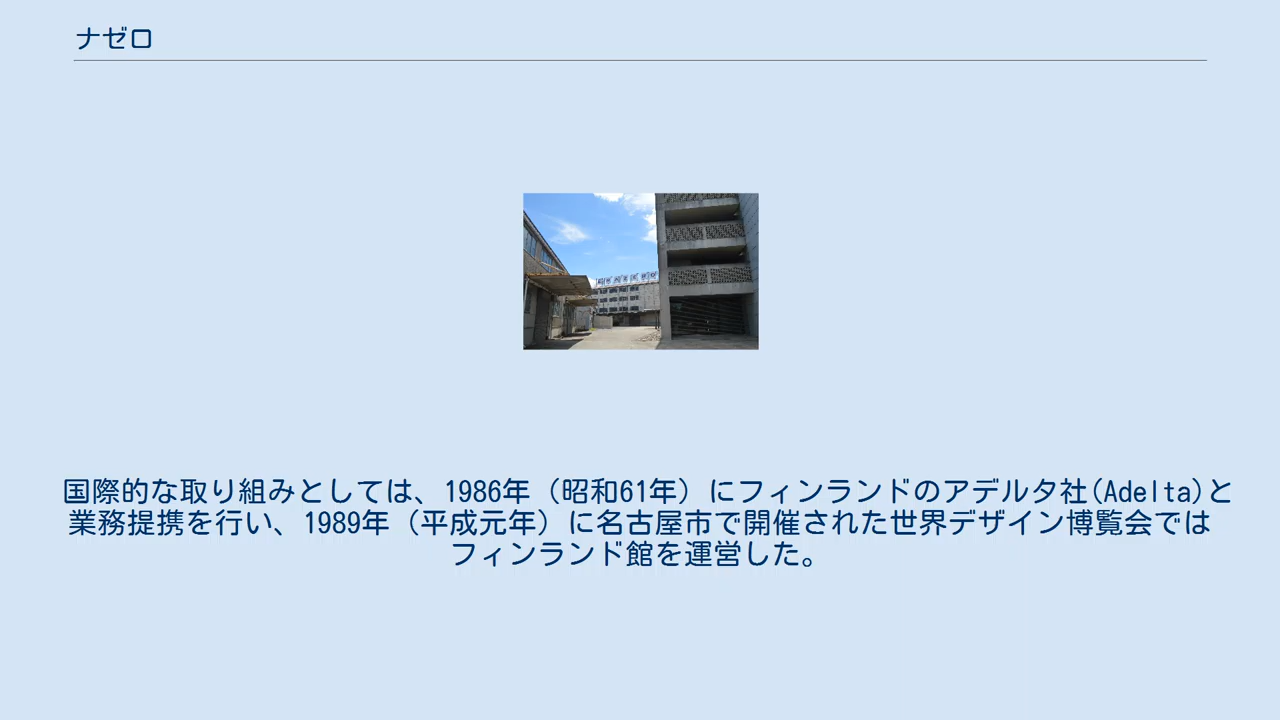 ナゼロ
国際的な取り組みとしては、1986年（昭和61年）にフィンランドのアデルタ社(Adelta)と
業務提携を行い、1989年（平成元年）に名古屋市で開催された世界デザイン博覧会では
フィンランド館を運営した。